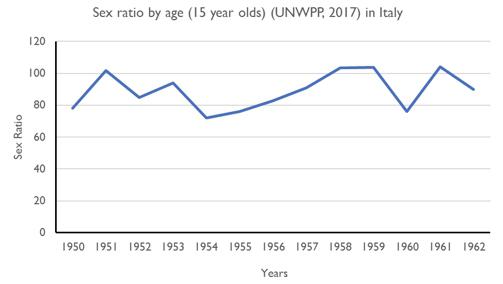 Sex ratio by age (15 year olds) (UNWPP, 2017) in Italy
120
100
80
60
40
20
0
Sex Ratio
1950 1951 1952 1953 1954 1955 1956 1957 1958 1959 1960 1961 1962
Years